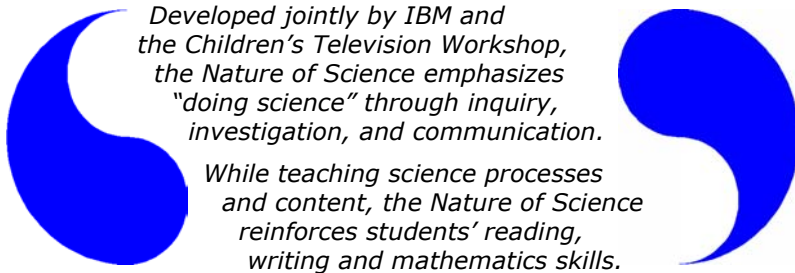 Developed jointly by IBM and
the Children’s Television Workshop,
the Nature of Science emphasizes
“doing science” through inquiry,
investigation, and communication.
While teaching science processes
and content, the Nature of Science
reinforces students’ reading,
writing and mathematics skills.